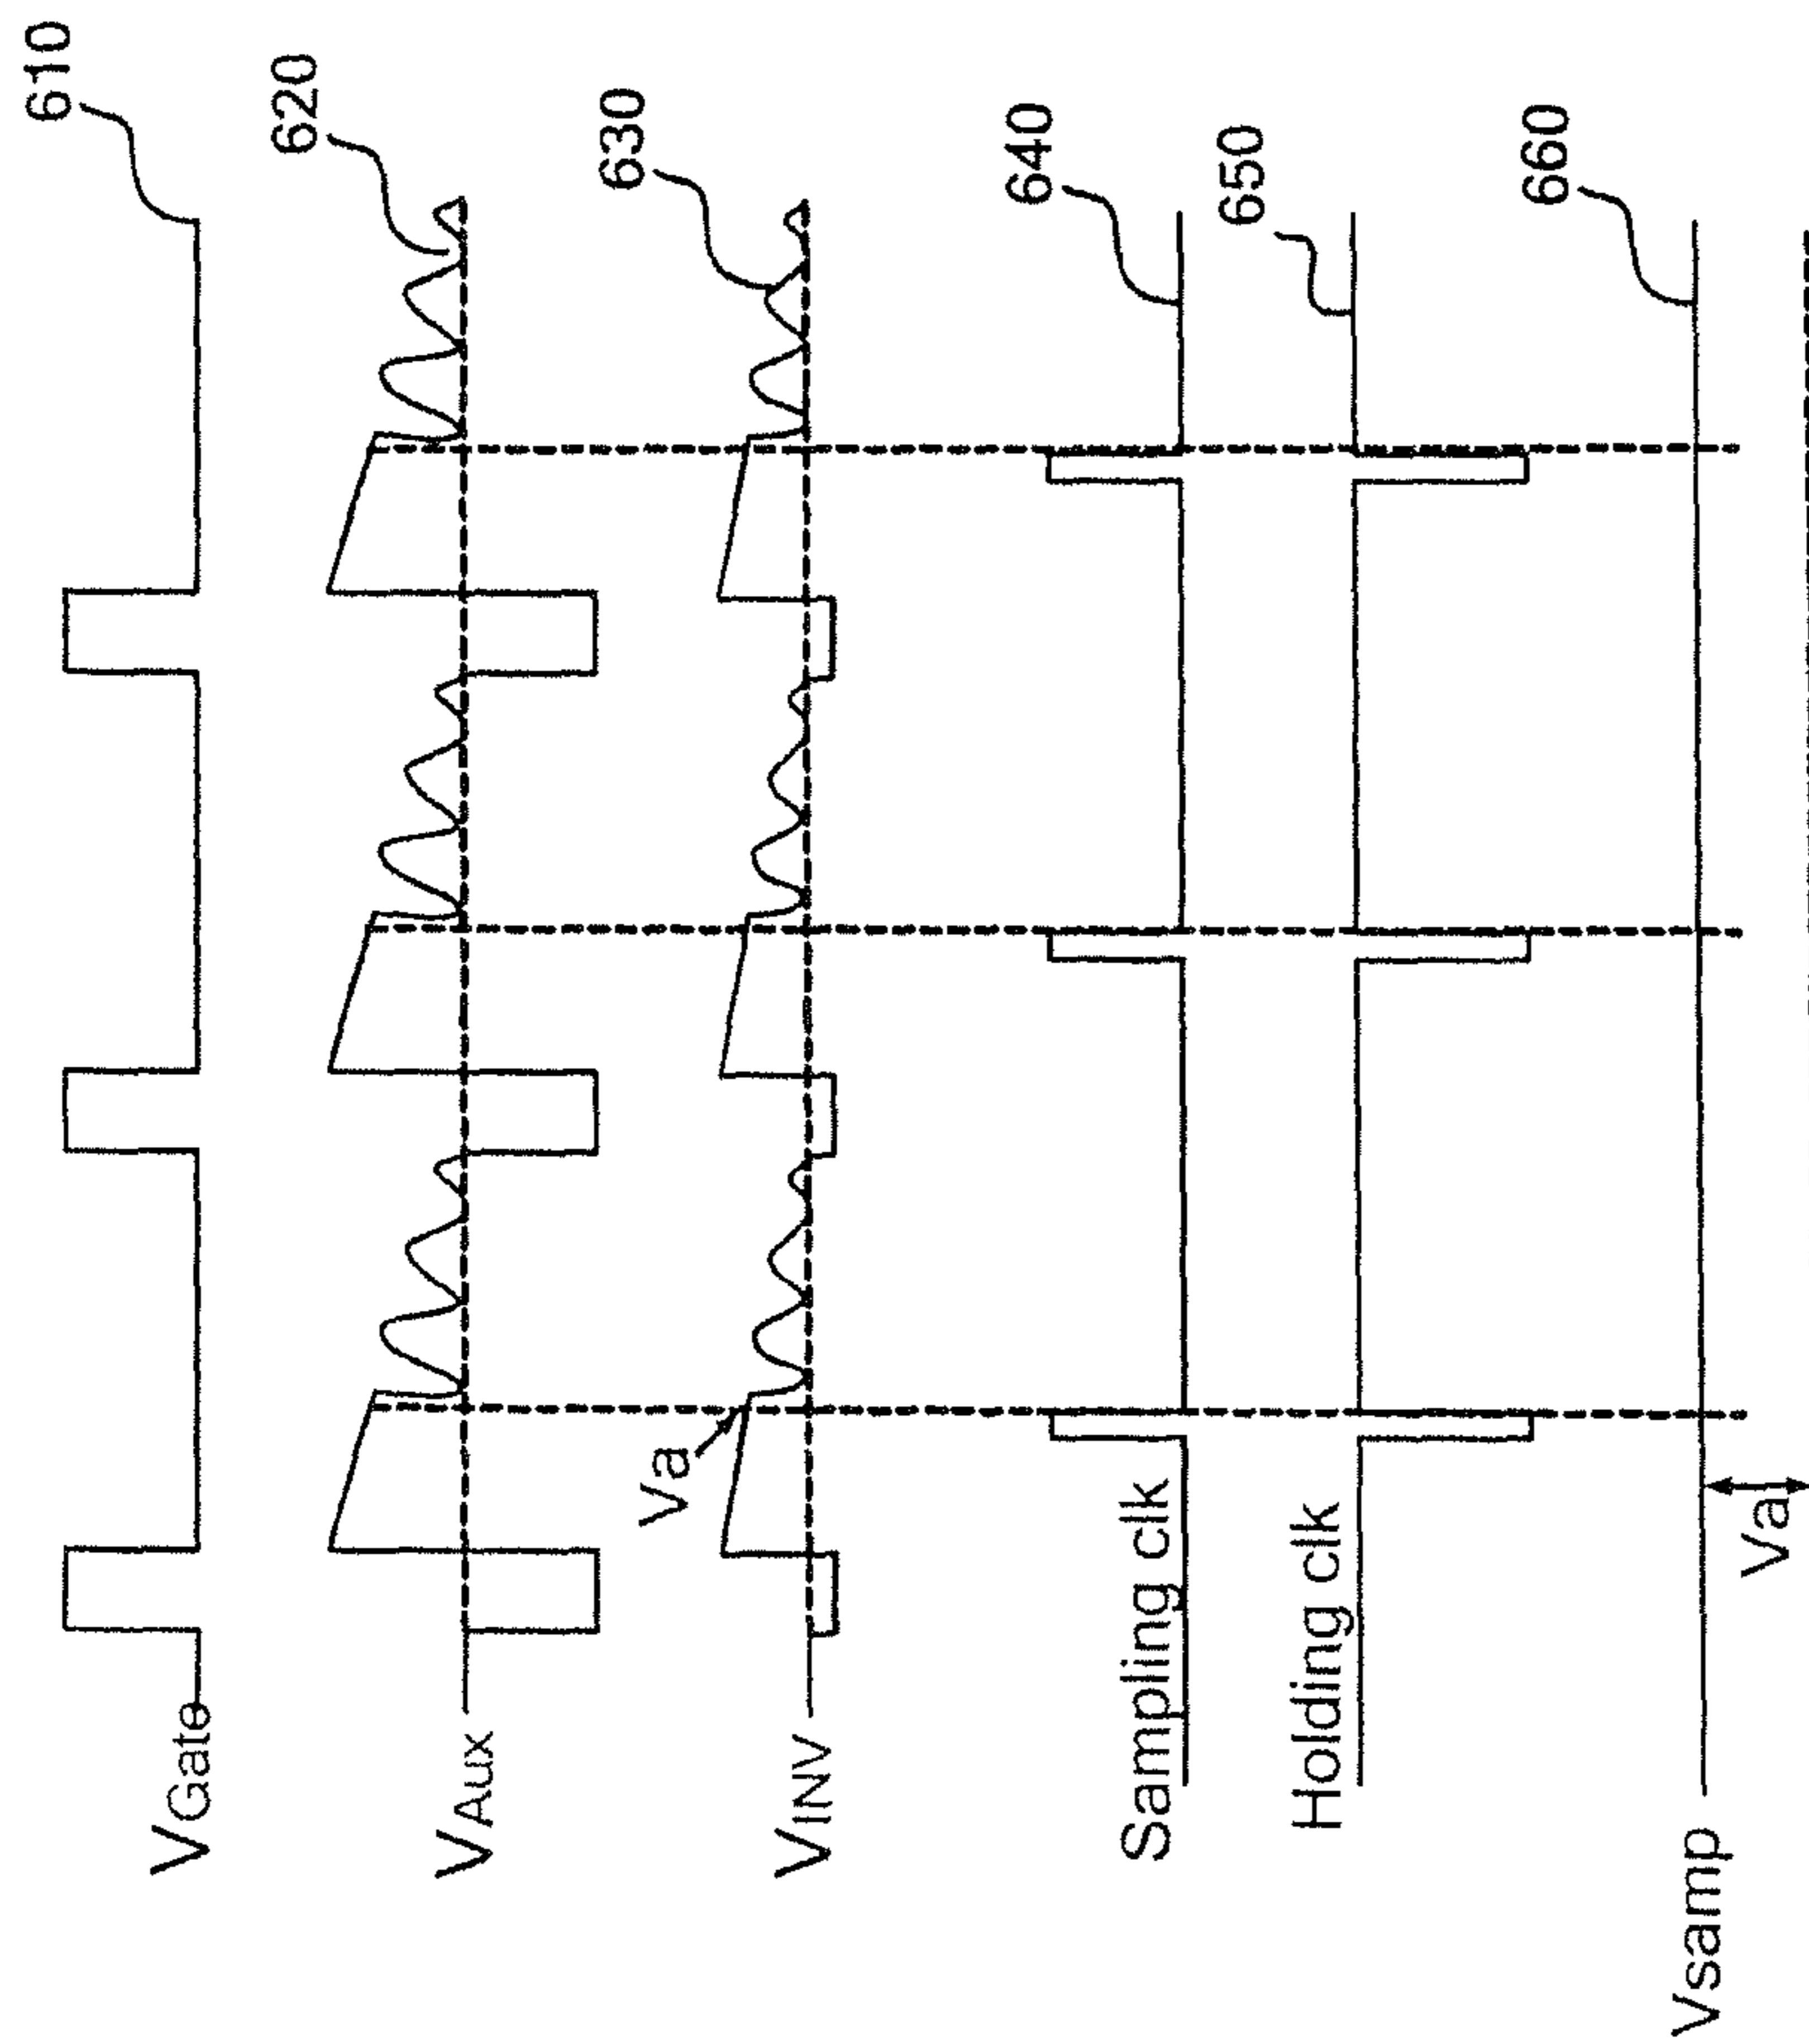 VGate
610
VAux
620
VINV
Va
630
Sampling clk
640
Holding clk
650
Vsamp
Va
660